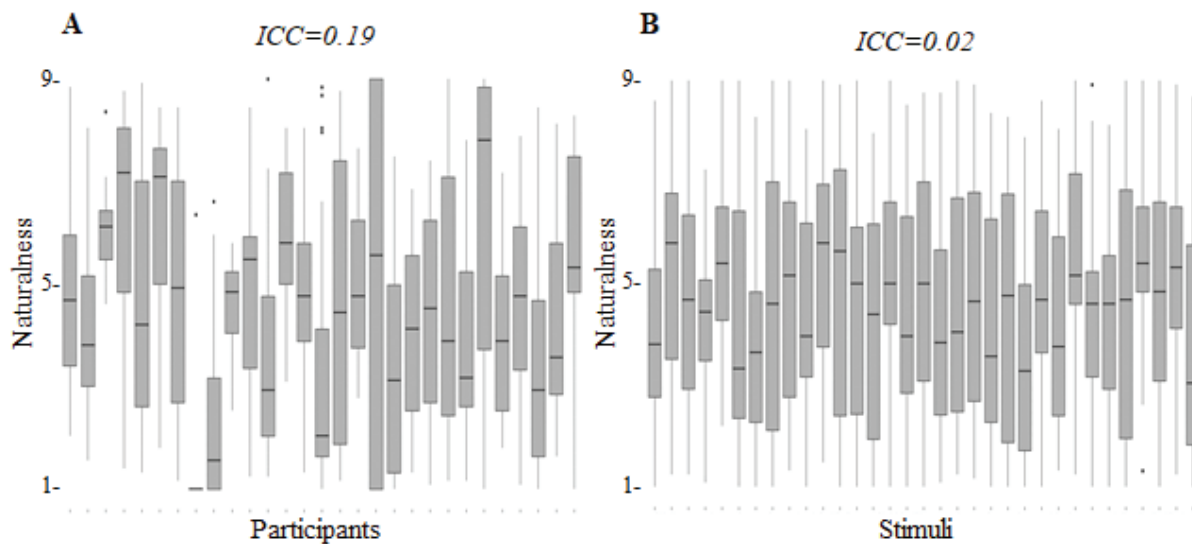 A
ICC=0.19
9-
Naturalness
5-
1-
Participants
B
ICC=0.02
9-
Naturalness
5-
1-
Stimuli